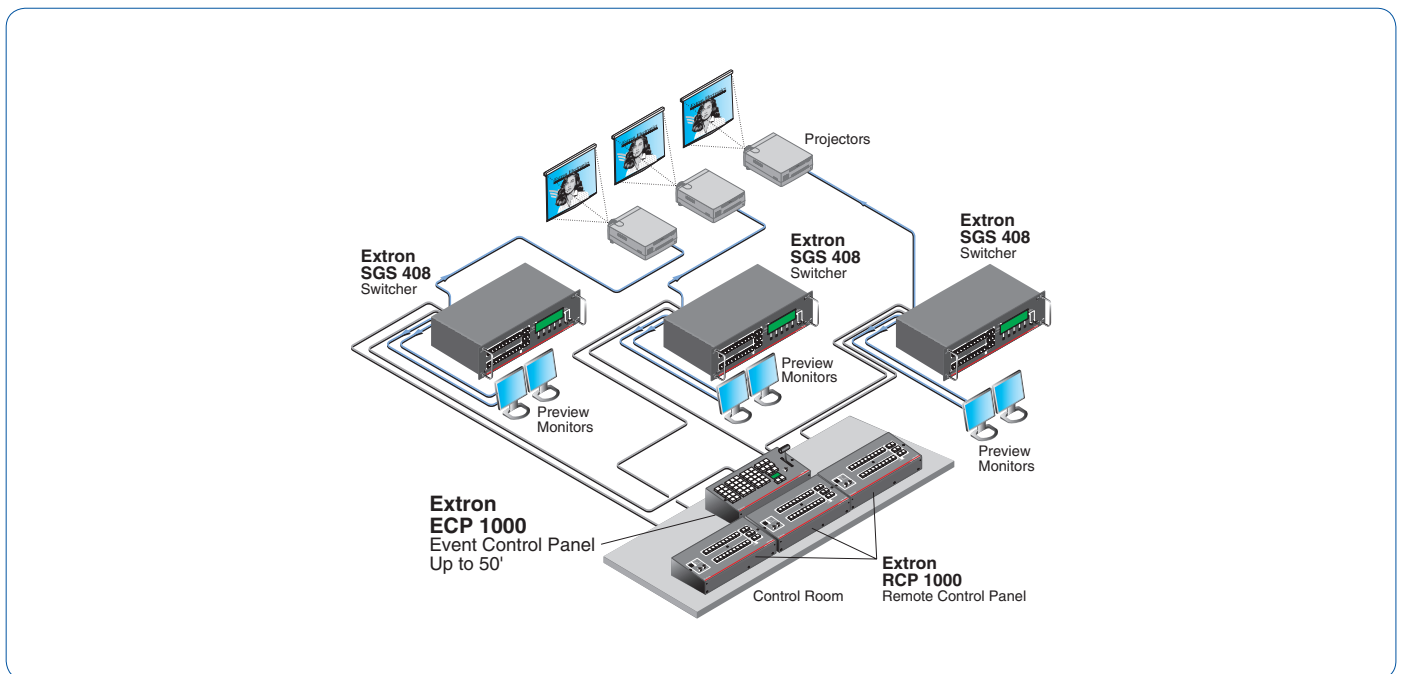 Projectors
Extron
SGS 408
Switcher
Extron
SGS 408
Switcher
Extron
SGS 408
Switcher
Preview
Monitors
Preview
Monitors
Preview
Monitors
Extron
ECP 1000
Event Control Panel
Up to 50'
Extron
RCP 1000
Remote Control Panel
Control Room